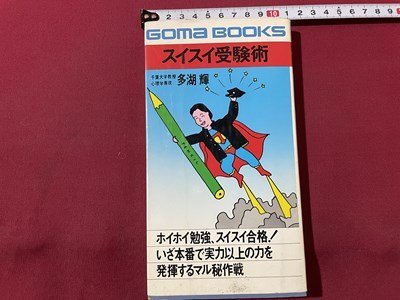 GOMA BOOKS
スイスイ受験術
千葉大学教授
心理学専攻
多湖 輝
PENCIL
ホイホイ勉強、スイスイ合格!
いざ本番で実力以上の力を
発揮するマル秘作戦